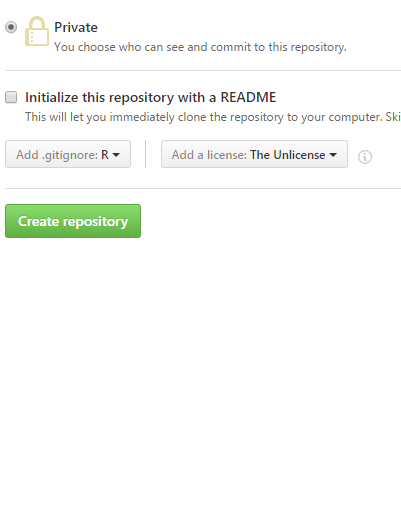 Private
You choose who can see and commit to this repository.
Initialize this repository with a README
This will let you immediately clone the repository to your computer. Ski
Add .gitignore: R
Add a license: The Unlicense
Create repository